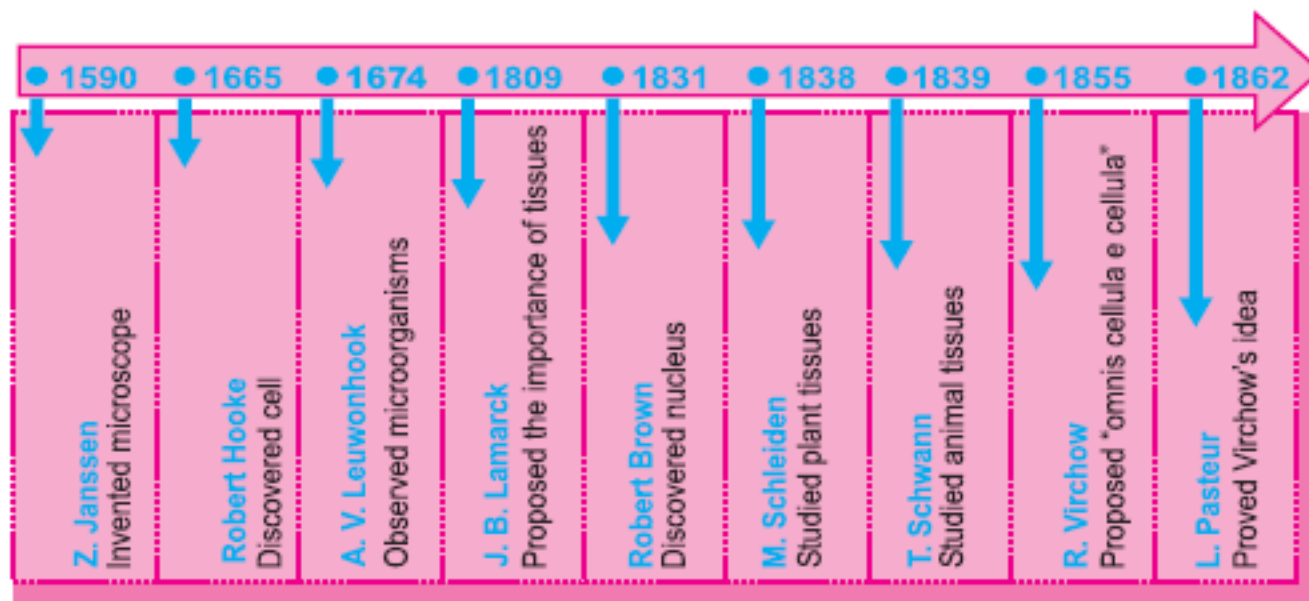 1590
1665
1674
1809
1831
1838
1839
1855
1862
Z. Janssen
Invented microscope
Robert Hooke
Discovered cell
A. V. Leuwonhook
Observed microorganisms
J. B. Lamarck
Proposed the importance of tissues
Robert Brown
Discovered nucleus
M. Schleiden
Studied plant tissues
T. Schwann
Studied animal tissues
R. Virchow
Proposed "omnis cellula e cellula"
L. Pasteur
Proved Virchow's idea